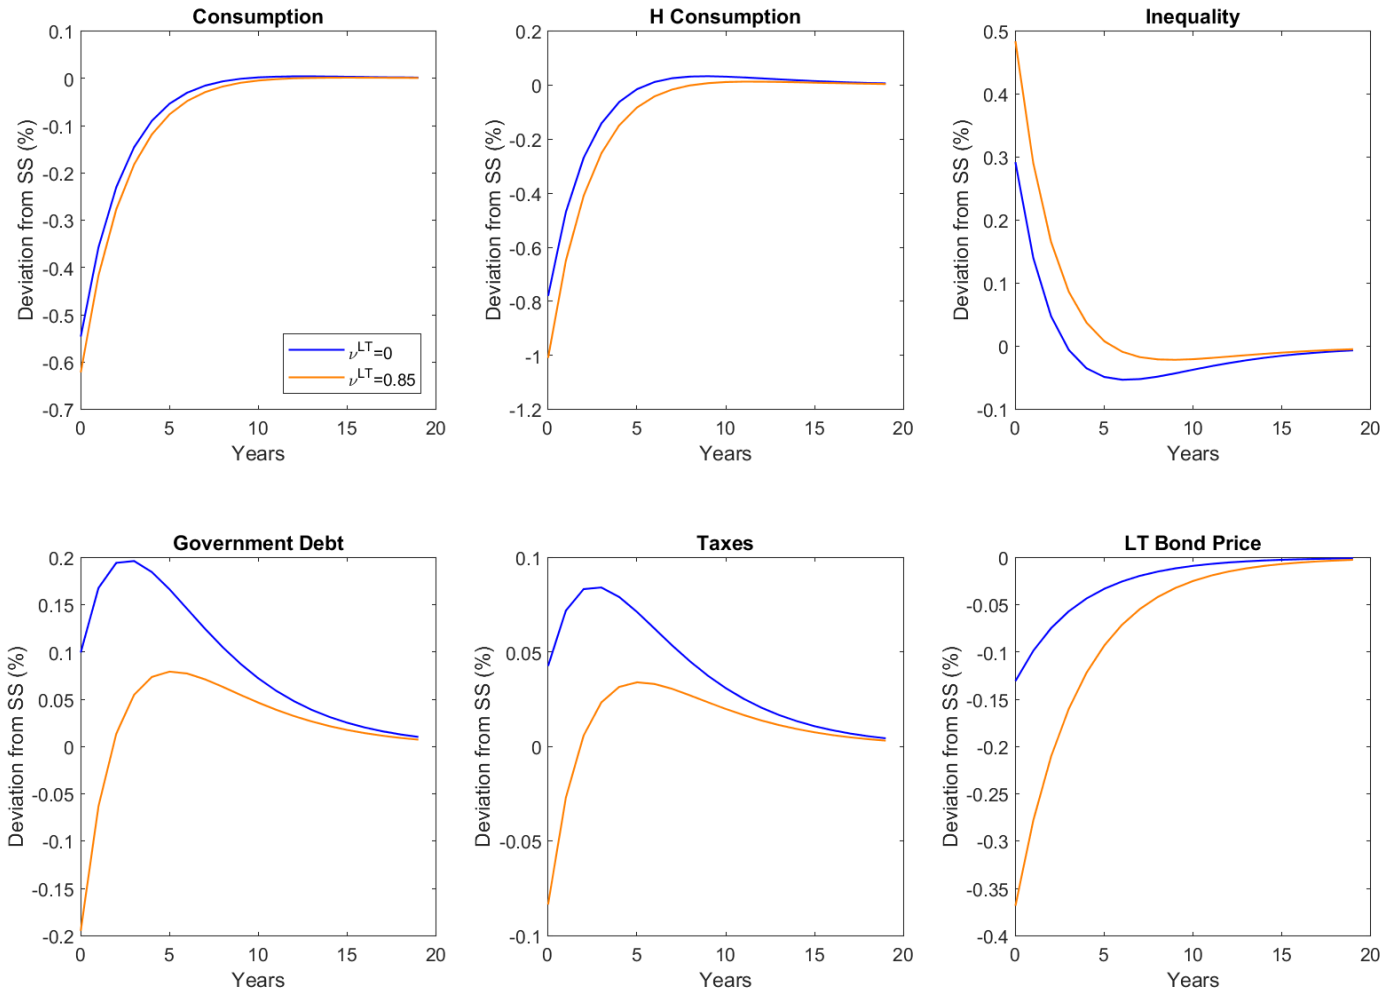 Consumption
0.1
0
-0.1
-0.2
-0.3
-0.4
-0.5
-0.6
-0.7
Deviation from SS (%)
0 5 10 15 20
Years
ν^LT=0
ν^LT=0.85
H Consumption
0.2
0
-0.2
-0.4
-0.6
-0.8
-1
-1.2
Deviation from SS (%)
0 5 10 15 20
Years
Inequality
0.5
0.4
0.3
0.2
0.1
0
-0.1
Deviation from SS (%)
0 5 10 15 20
Years
Government Debt
0.2
0.15
0.1
0.05
0
-0.05
-0.1
-0.15
-0.2
Deviation from SS (%)
0 5 10 15 20
Years
Taxes
0.1
0.05
0
-0.05
-0.1
Deviation from SS (%)
0 5 10 15 20
Years
LT Bond Price
0
-0.05
-0.1
-0.15
-0.2
-0.25
-0.3
-0.35
-0.4
Deviation from SS (%)
0 5 10 15 20
Years